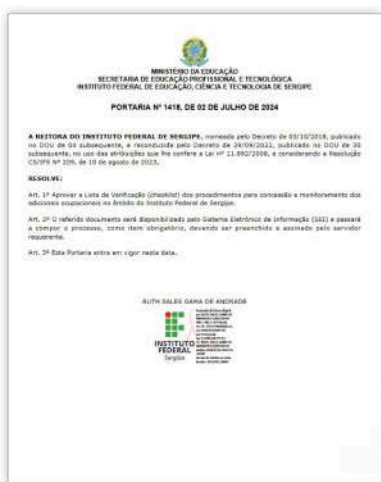 MINISTÉRIO DA EDUCAÇÃO
SECRETARIA DE EDUCAÇÃO PROFISSIONAL E TECNOLÓGICA
INSTITUTO FEDERAL DE EDUCAÇÃO, CIÊNCIA E TECNOLOGIA DE SERGIPE
PORTARIA Nº 1418, DE 02 DE JULHO DE 2024
A REITORA DO INSTITUTO FEDERAL DE SERGIPE, nomeada pelo Decreto de 03/10/2018, publicado
no DOU de 04 subsequente, e reconduzida pelo Decreto de 29/09/2022, publicado no DOU de 30
subsequente, no uso das atribuições que lhe confere a Lei nº 11.892/2008, e considerando a Resolução
CS/IFS Nº 209, de 10 de agosto de 2023,
RESOLVE:
Art. 1º Aprovar a Lista de Verificação (checklist) dos procedimentos para concessão e monitoramento dos
adicionais ocupacionais no âmbito do Instituto Federal de Sergipe.
Art. 2º O referido documento será disponibilizado pelo Sistema Eletrônico de Informação (SEI) e passará
a compor o processo, como item obrigatório, devendo ser preenchido e assinado pelo servidor
requerente.
Art. 3º Esta Portaria entra em vigor nesta data.
RUTH SALES GAMA DE ANDRADE
INSTITUTO
FEDERAL
Sergipe